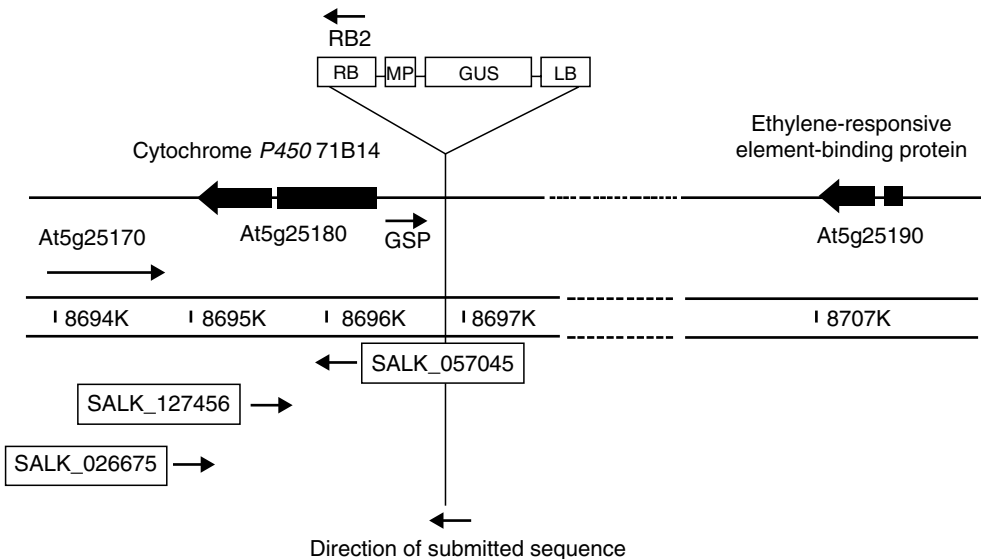 RB2
RB MP GUS LB
Cytochrome P450 71B14
Ethylene-responsive
element-binding protein
At5g25170
At5g25180
GSP
At5g25190
8694K 8695K 8696K 8697K 8707K
SALK_057045
SALK_127456
SALK_026675
Direction of submitted sequence